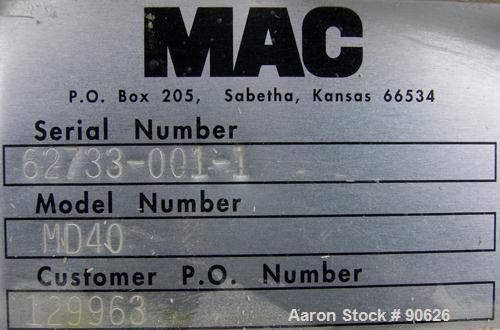 MAC
P.O. Box 205, Sabetha, Kansas 66534
Serial Number
62733-001-1
Model Number
MD40
Customer P.O. Number
129963
Aaron Stock # 90626